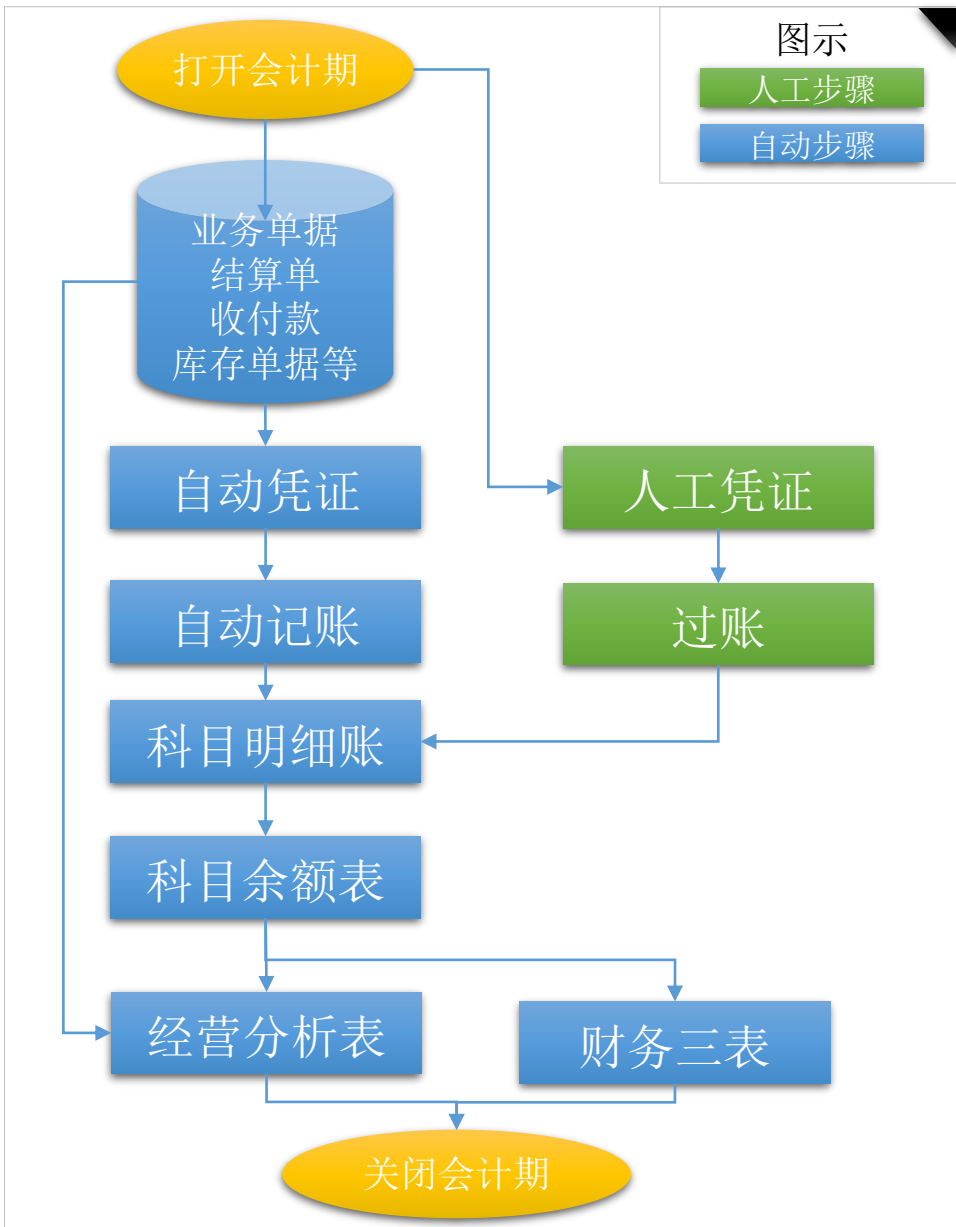 打开会计期
图示
人工步骤
自动步骤
业务单据
结算单
收付款
库存单据等
自动凭证
人工凭证
自动记账
过账
科目明细账
科目余额表
经营分析表
财务三表
关闭会计期